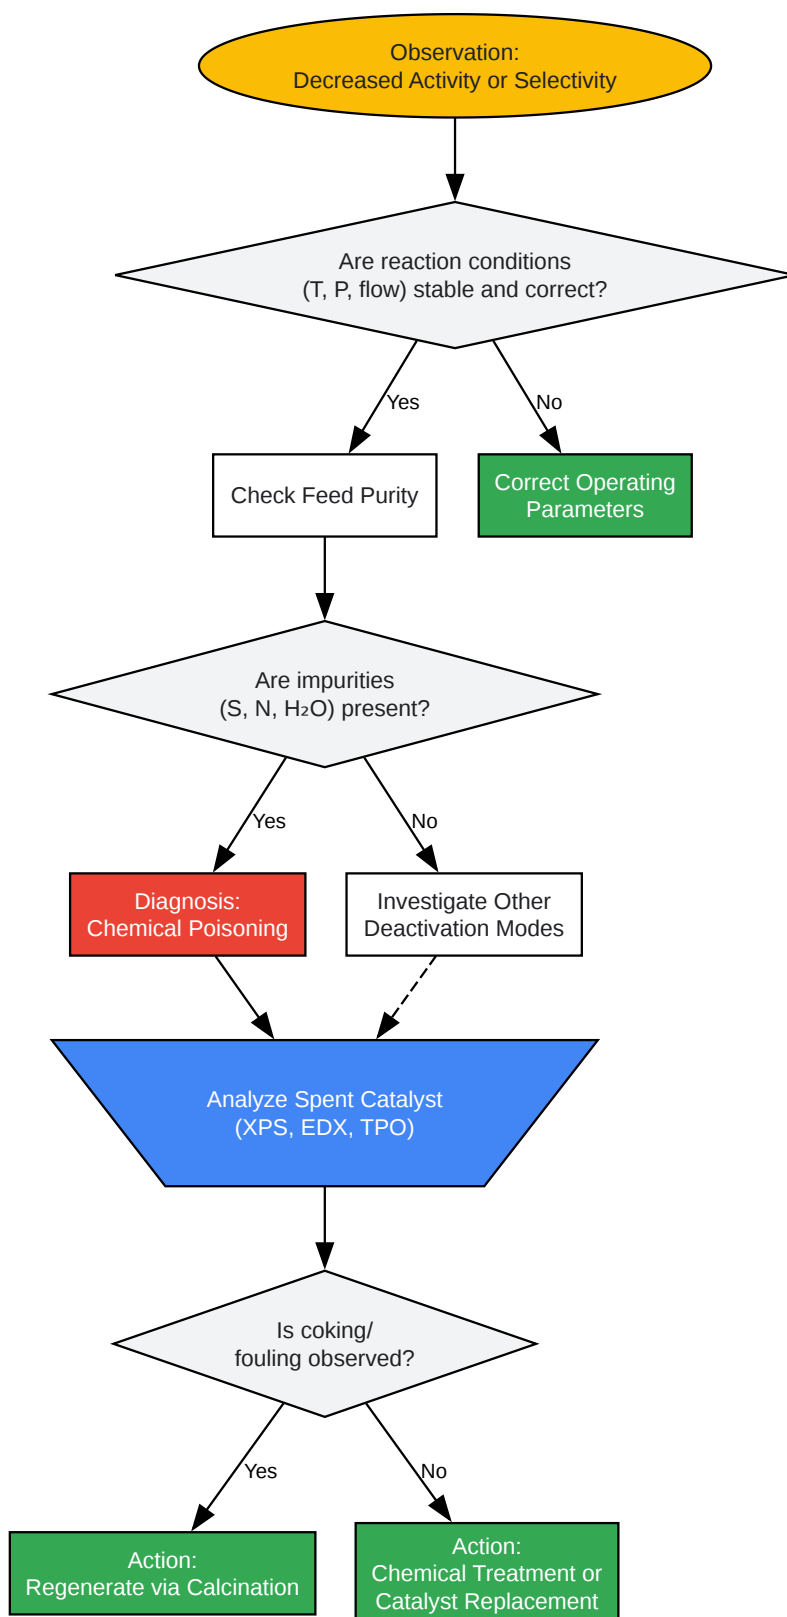 Observation:
Decreased Activity or Selectivity
Are reaction conditions
(T, P, flow) stable and correct?
Yes
No
Check Feed Purity
Correct Operating
Parameters
Are impurities
(S, N, H₂O) present?
Yes
No
Diagnosis:
Chemical Poisoning
Investigate Other
Deactivation Modes
Analyze Spent Catalyst
(XPS, EDX, TPO)
Is coking/
fouling observed?
Yes
No
Action:
Regenerate via Calcination
Action:
Chemical Treatment or
Catalyst Replacement